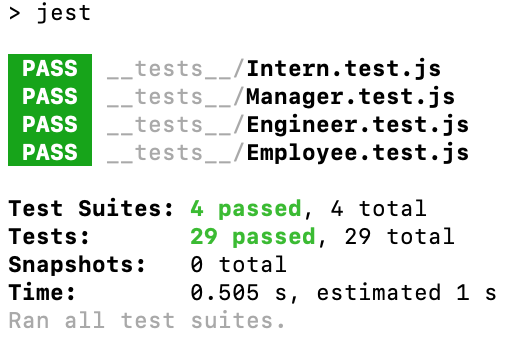 > jest
PASS __tests__/Intern.test.js
PASS __tests__/Manager.test.js
PASS __tests__/Engineer.test.js
PASS __tests__/Employee.test.js
Test Suites: 4 passed, 4 total
Tests: 29 passed, 29 total
Snapshots: 0 total
Time: 0.505 s, estimated 1 s
Ran all test suites.